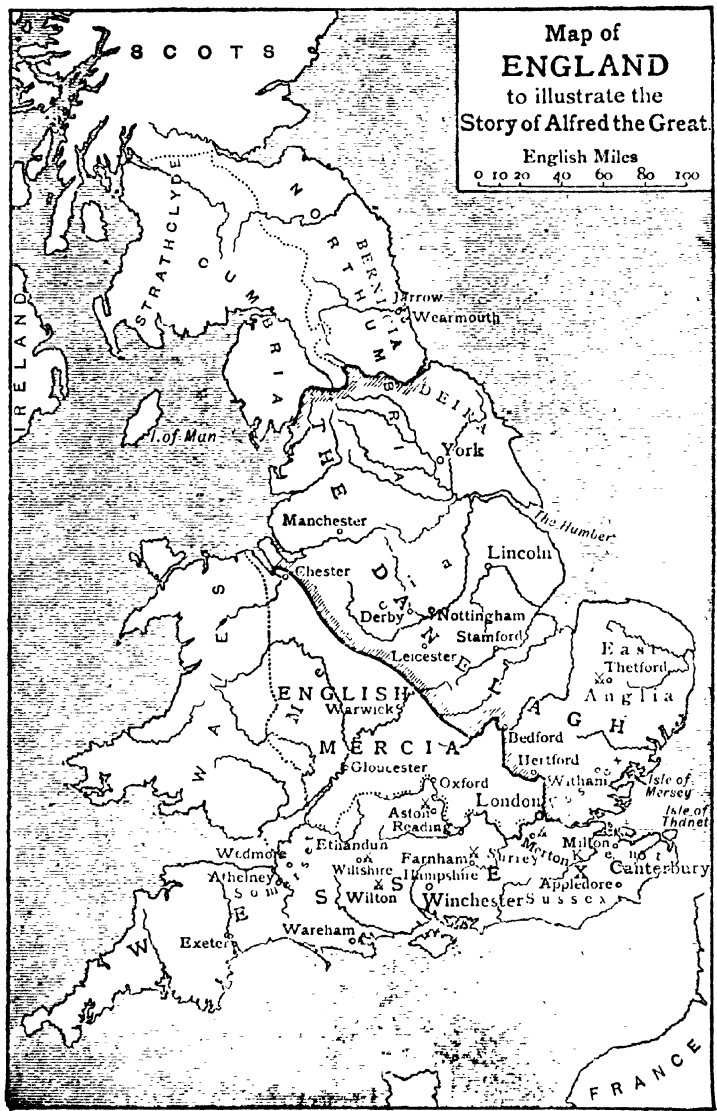 Map of
ENGLAND
to illustrate the
Story of Alfred the Great.
English Miles
0 10 20 40 60 80 100
SCOTS
STRATHCLYDE
CUMBRIA
NORTHUMBRIA
BERNICIA
Jarrow
Wearmouth
IRELAND
I. of Man
DEIRA
York
THE
DANELAGH
Manchester
The Humber
Chester
Lincoln
Derby
Nottingham
Stamford
Leicester
East
Thetford
Anglia
WALES
ENGLISH
Warwick
MERCIA
Bedford
Hertford
Gloucester
Witham
Isle of
Mersey
Oxford
London
Isle of
Thanet
Aston
Reading
Wedmore
Ethandun
Farnham
Surrey
Merton
Milton
Kent
Canterbury
Athelney
Somerset
Wiltshire
Hampshire
Appledore
WESSEX
Wilton
Winchester
Sussex
Exeter
Wareham
FRANCE